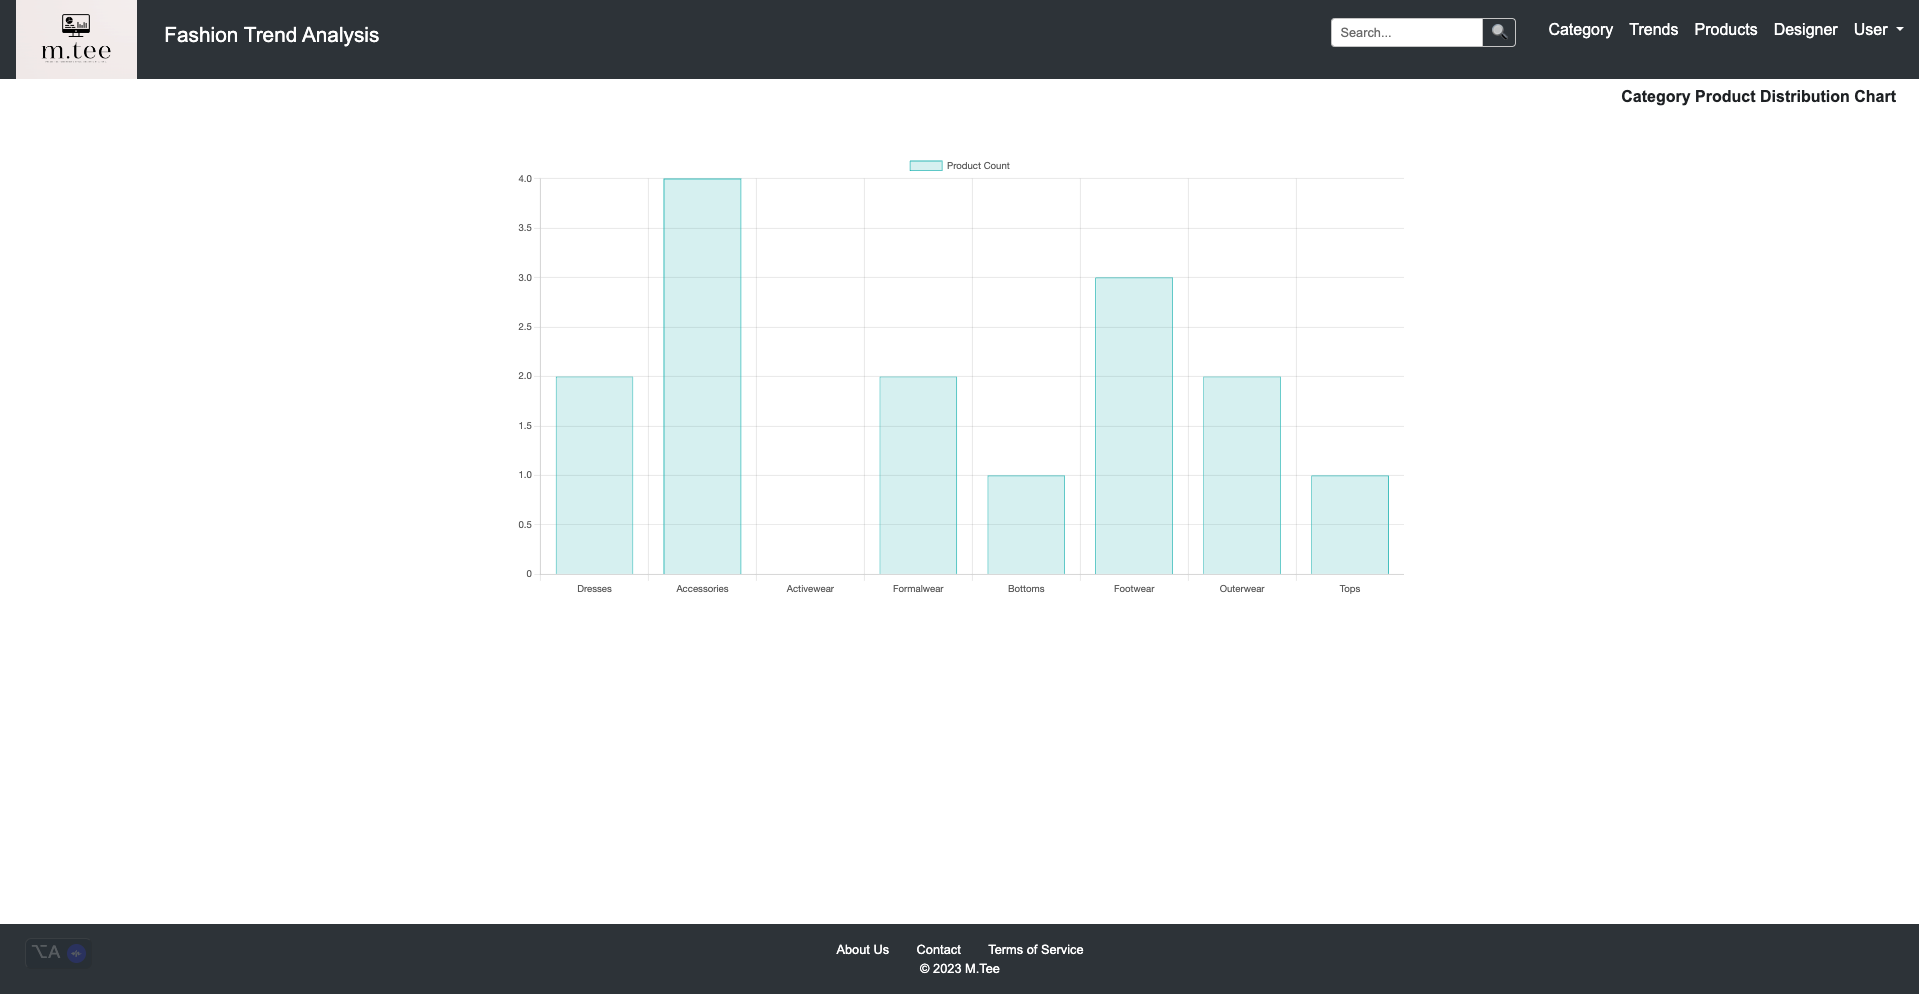 m.tee
Fashion Trend Analysis
Search...
Category Trends Products Designer User
Category Product Distribution Chart
Product Count
4.0
3.5
3.0
2.5
2.0
1.5
1.0
0.5
0
Dresses Accessories Activewear Formalwear Bottoms Footwear Outerwear Tops
⌥A
About Us Contact Terms of Service
© 2023 M.Tee